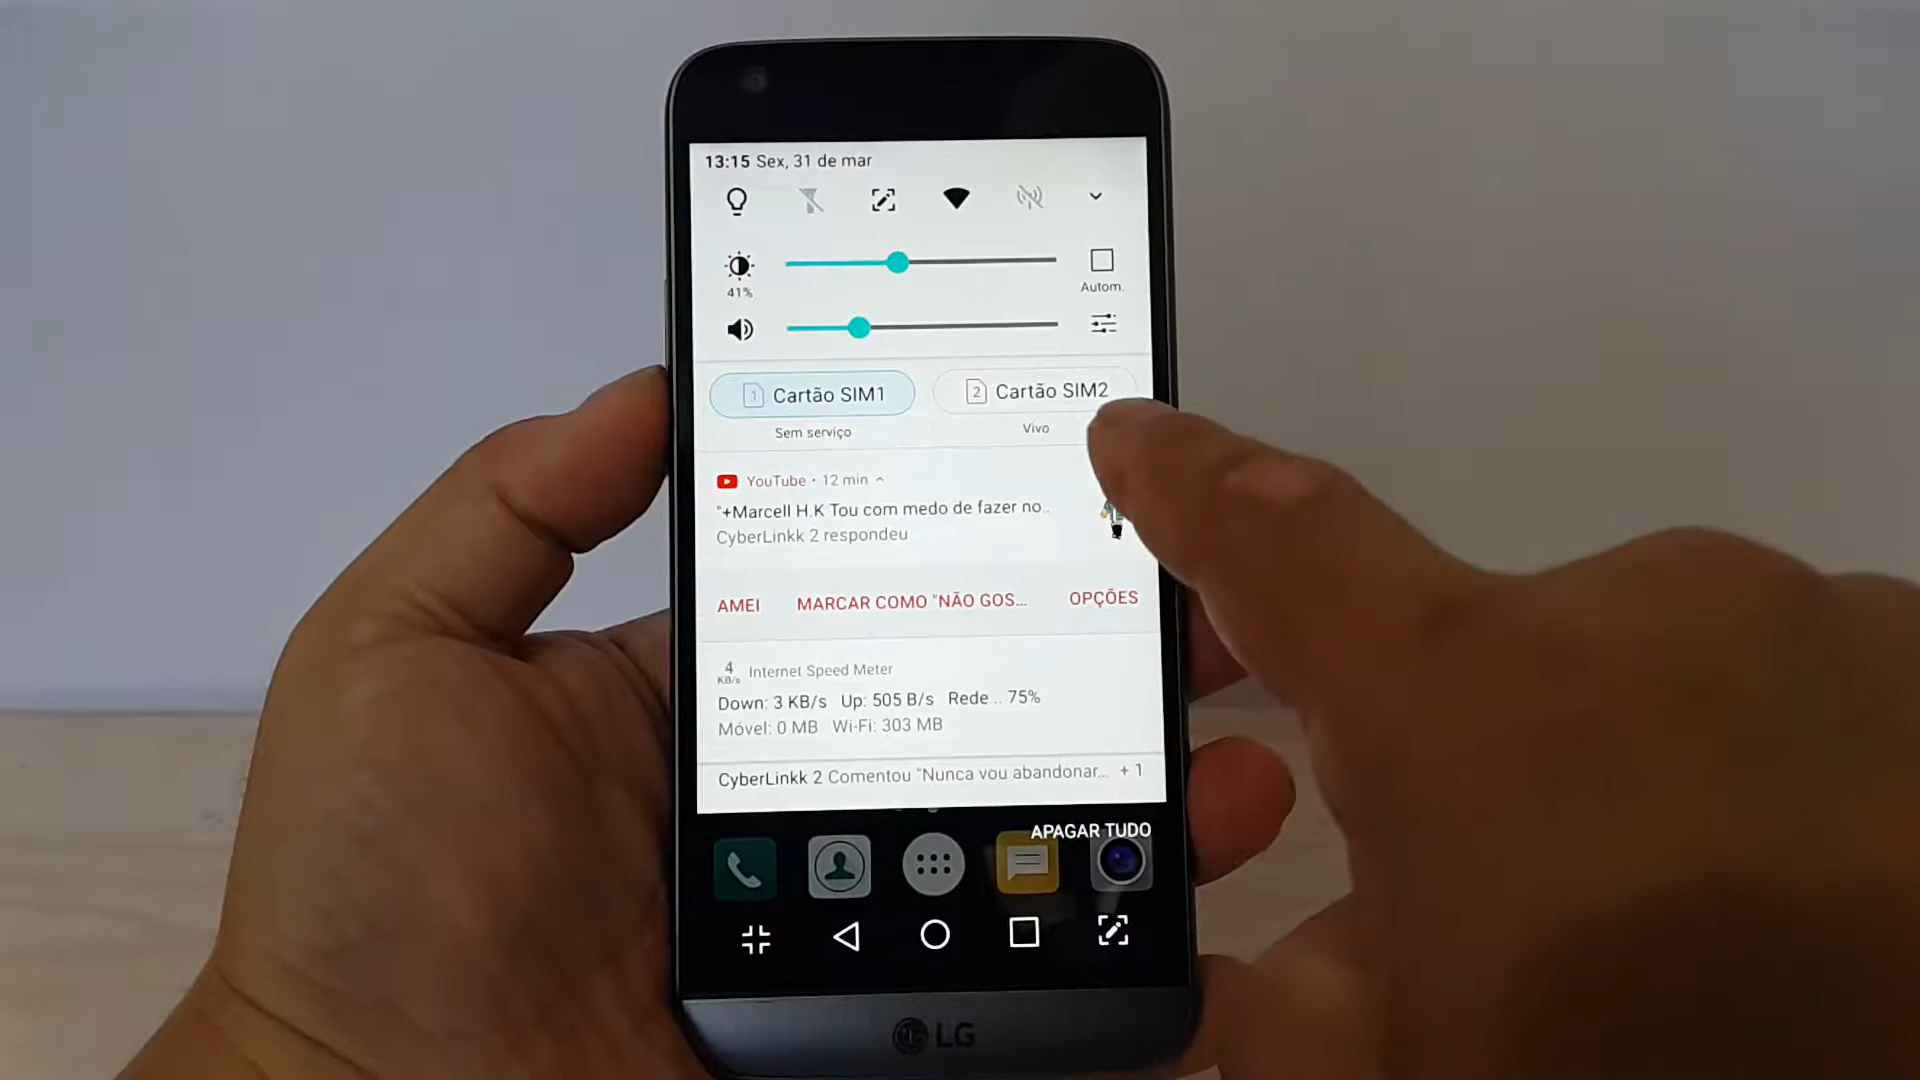 13:15 Sex, 31 de mar
41%
Autom.
1 Cartão SIM1
2 Cartão SIM2
Sem serviço
Vivo
YouTube • 12 min
"+Marcell H.K Tou com medo de fazer no..
CyberLinkk 2 respondeu
AMEI MARCAR COMO "NÃO GOS... OPÇÕES
4
KB/s
Internet Speed Meter
Down: 3 KB/s Up: 505 B/s Rede .. 75%
Móvel: 0 MB Wi-Fi: 303 MB
CyberLinkk 2 Comentou "Nunca vou abandonar... + 1
APAGAR TUDO
LG